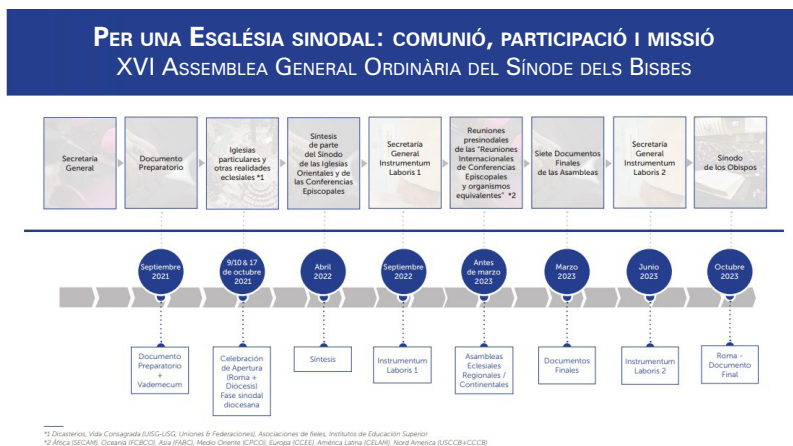 PER UNA ESGLÉSIA SINODAL: COMUNIÓ, PARTICIPACIÓ I MISSIÓ
XVI ASSEMBLEA GENERAL ORDINÀRIA DEL SÍNODE DELS BISBES
Secretaría
General
Documento
Preparatorio
Iglesias
particulares y
otras realidades
eclesiales *1
Síntesis
de parte
del Sínodo
de las Iglesias
Orientales y de
las Conferencias
Episcopales
Secretaría
General
Instrumentum
Laboris 1
Reuniones
presinodales
de las "Reuniones
Internacionales
de Conferencias
Episcopales
y organismos
equivalentes" *2
Siete Documentos
Finales
de las Asambleas
Secretaría
General
Instrumentum
Laboris 2
Sínodo
de los Obispos
Septiembre
2021
9/10 & 17
de octubre
2021
Abril
2022
Septiembre
2022
Antes
de marzo
2023
Marzo
2023
Junio
2023
Octubre
2023
Documento
Preparatorio
+
Vademecum
Celebración
de Apertura
(Roma +
Diócesis)
Fase sinodal
diocesana
Síntesis
Instrumentum
Laboris 1
Asambleas
Eclesiales
Regionales /
Continentales
Documentos
Finales
Instrumentum
Laboris 2
Roma -
Documento
Final
*1 Dicasterios, Vida Consagrada (UISG-USG, Uniones & Federaciones), Asociaciones de fieles, Institutos de Educación Superior
*2 África (SECAM), Oceanía (FCBCO), Asia (FABC), Medio Oriente (CPCO), Europa (CCEE), América Latina (CELAM), Nord America (USCCB+CCCB)